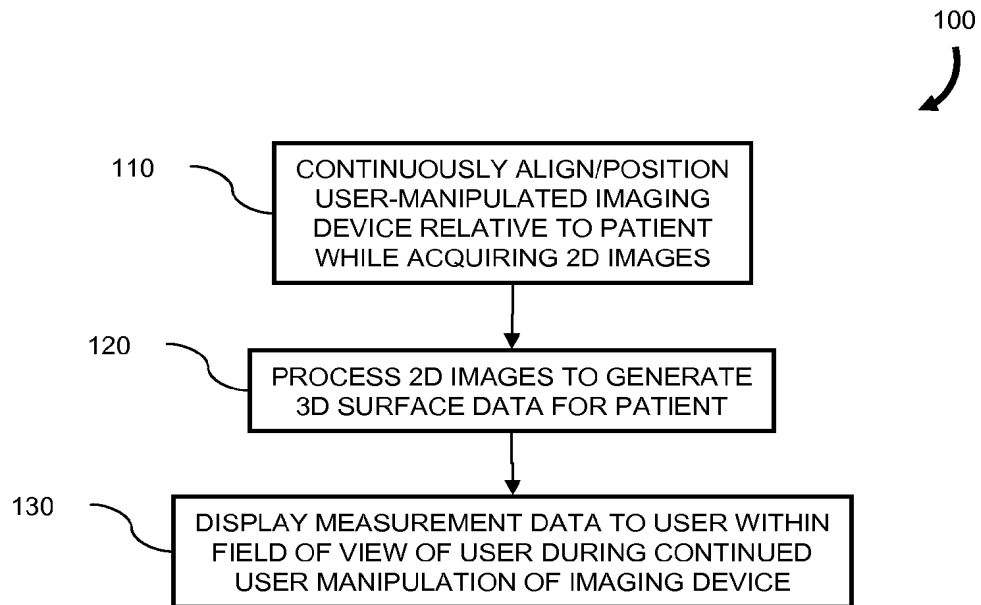 100
110
CONTINUOUSLY ALIGN/POSITION
USER-MANIPULATED IMAGING
DEVICE RELATIVE TO PATIENT
WHILE ACQUIRING 2D IMAGES
120
PROCESS 2D IMAGES TO GENERATE
3D SURFACE DATA FOR PATIENT
130
DISPLAY MEASUREMENT DATA TO USER WITHIN
FIELD OF VIEW OF USER DURING CONTINUED
USER MANIPULATION OF IMAGING DEVICE